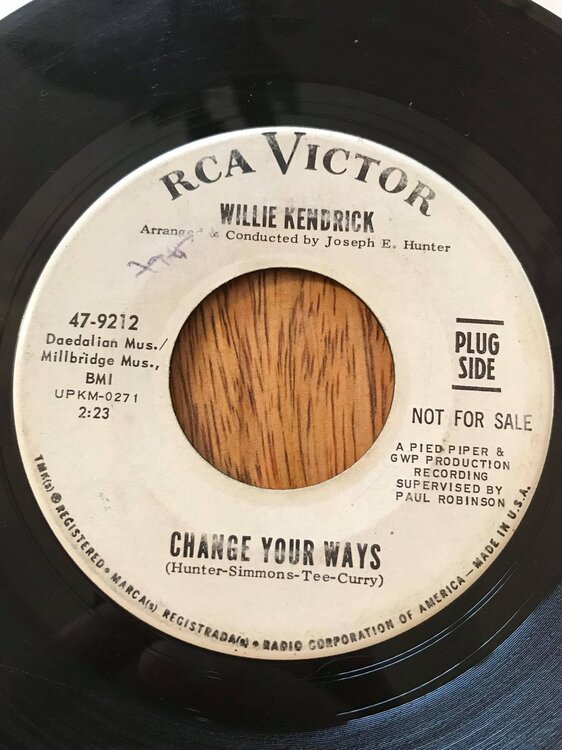 RCA VICTOR
WILLIE KENDRICK
Arranged & Conducted by Joseph E. Hunter
47-9212
Daedalian Mus./
Millbridge Mus.,
BMI
UPKM-0271
2:23
PLUG
SIDE
NOT FOR SALE
A PIED PIPER &
GWP PRODUCTION
RECORDING
SUPERVISED BY
PAUL ROBINSON
CHANGE YOUR WAYS
(Hunter-Simmons-Tee-Curry)
TMK(s) ® REGISTERED • MARCA(s) REGISTRADA(s) • RADIO CORPORATION OF AMERICA — MADE IN U.S.A.